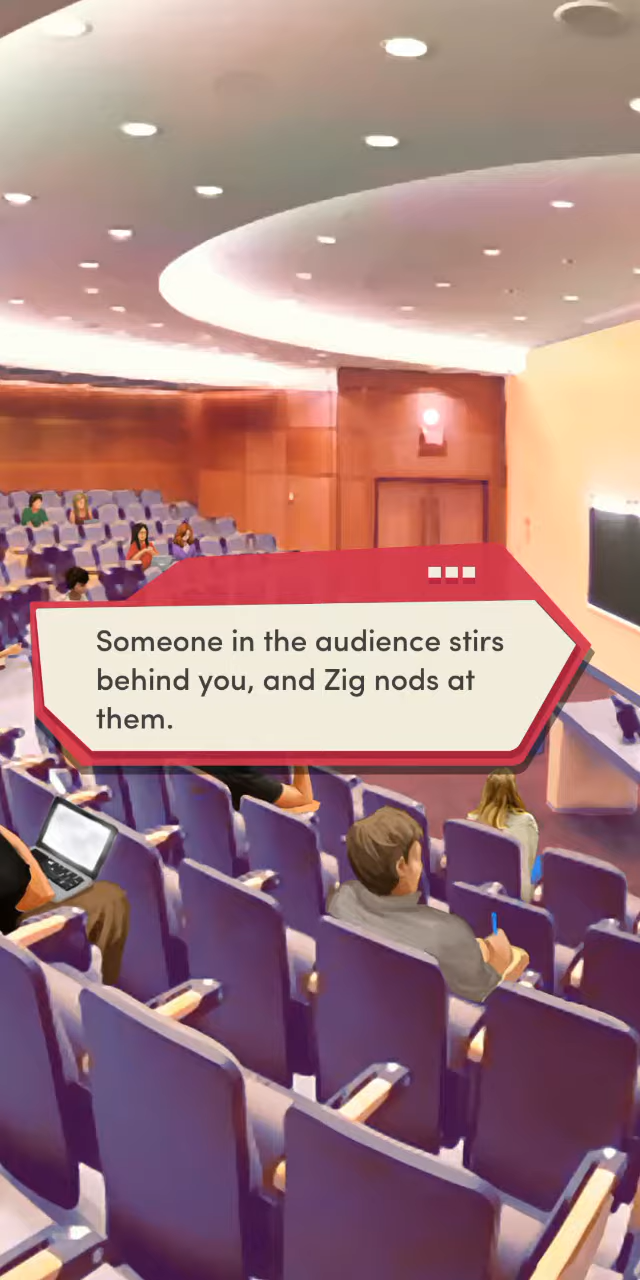 Someone in the audience stirs
behind you, and Zig nods at
them.